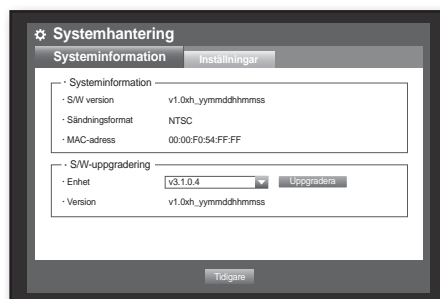 Systemhantering
Systeminformation Inställningar
· Systeminformation
· S/W version v1.0xh_yymmddhhmmss
· Sändningsformat NTSC
· MAC-adress 00:00:F0:54:FF:FF
· S/W-uppgradering
· Enhet v3.1.0.4 Uppgradera
· Version v1.0xh_yymmddhhmmss
Tidigare